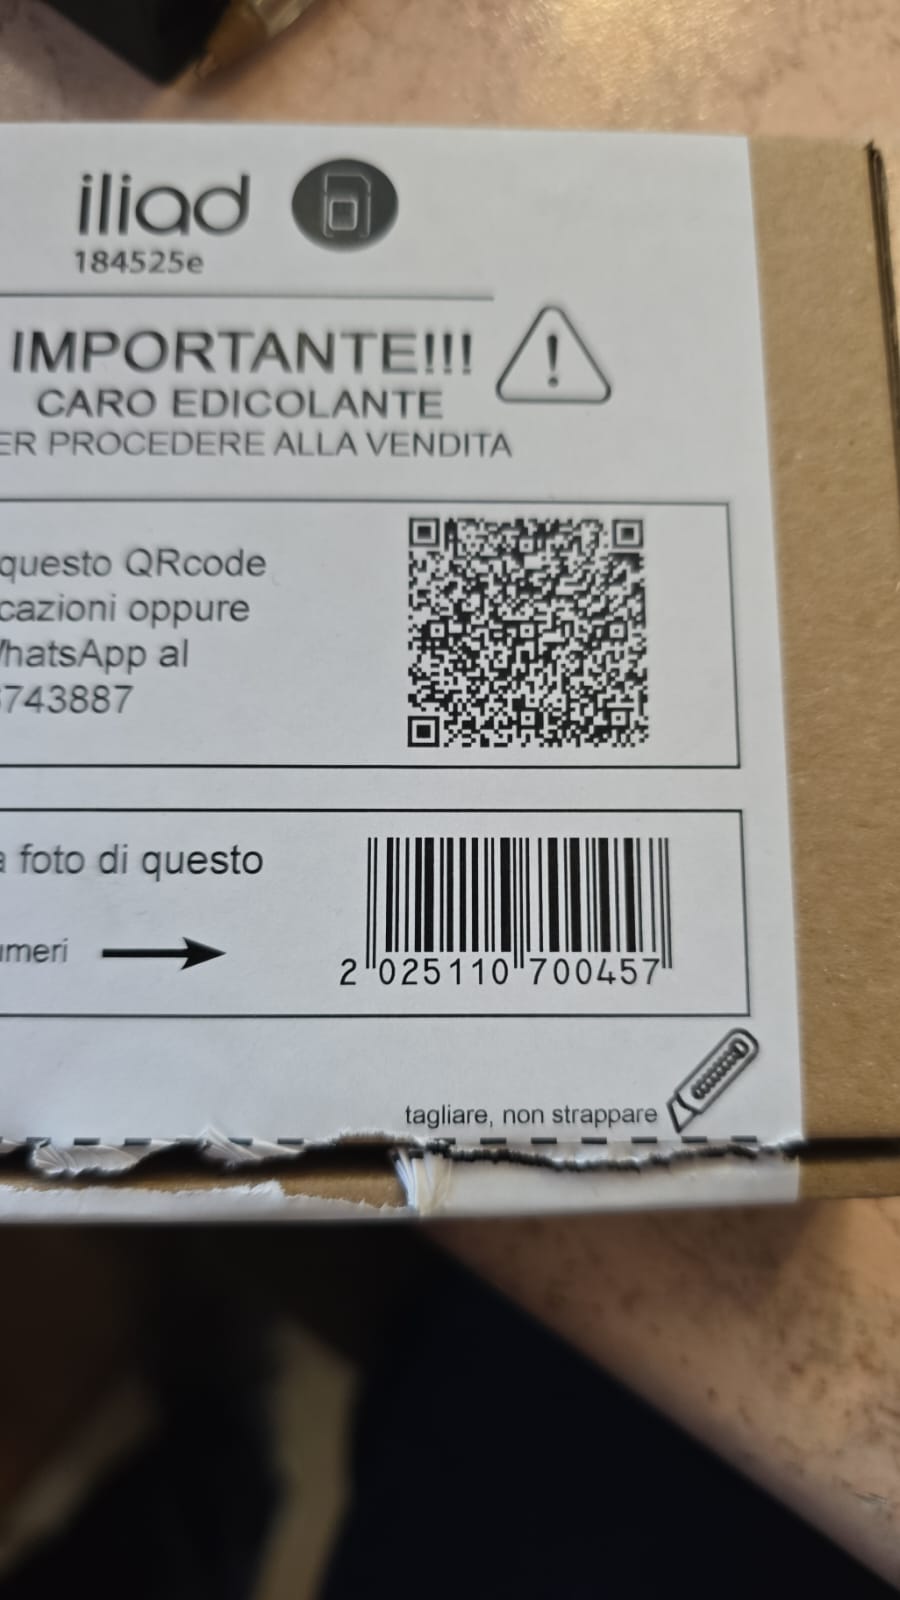 iliad
184525e
IMPORTANTE!!!
CARO EDICOLANTE
ER PROCEDERE ALLA VENDITA
questo QRcode
cazioni oppure
hatsApp al
743887
a foto di questo
umeri
2 025110 700457
tagliare, non strappare